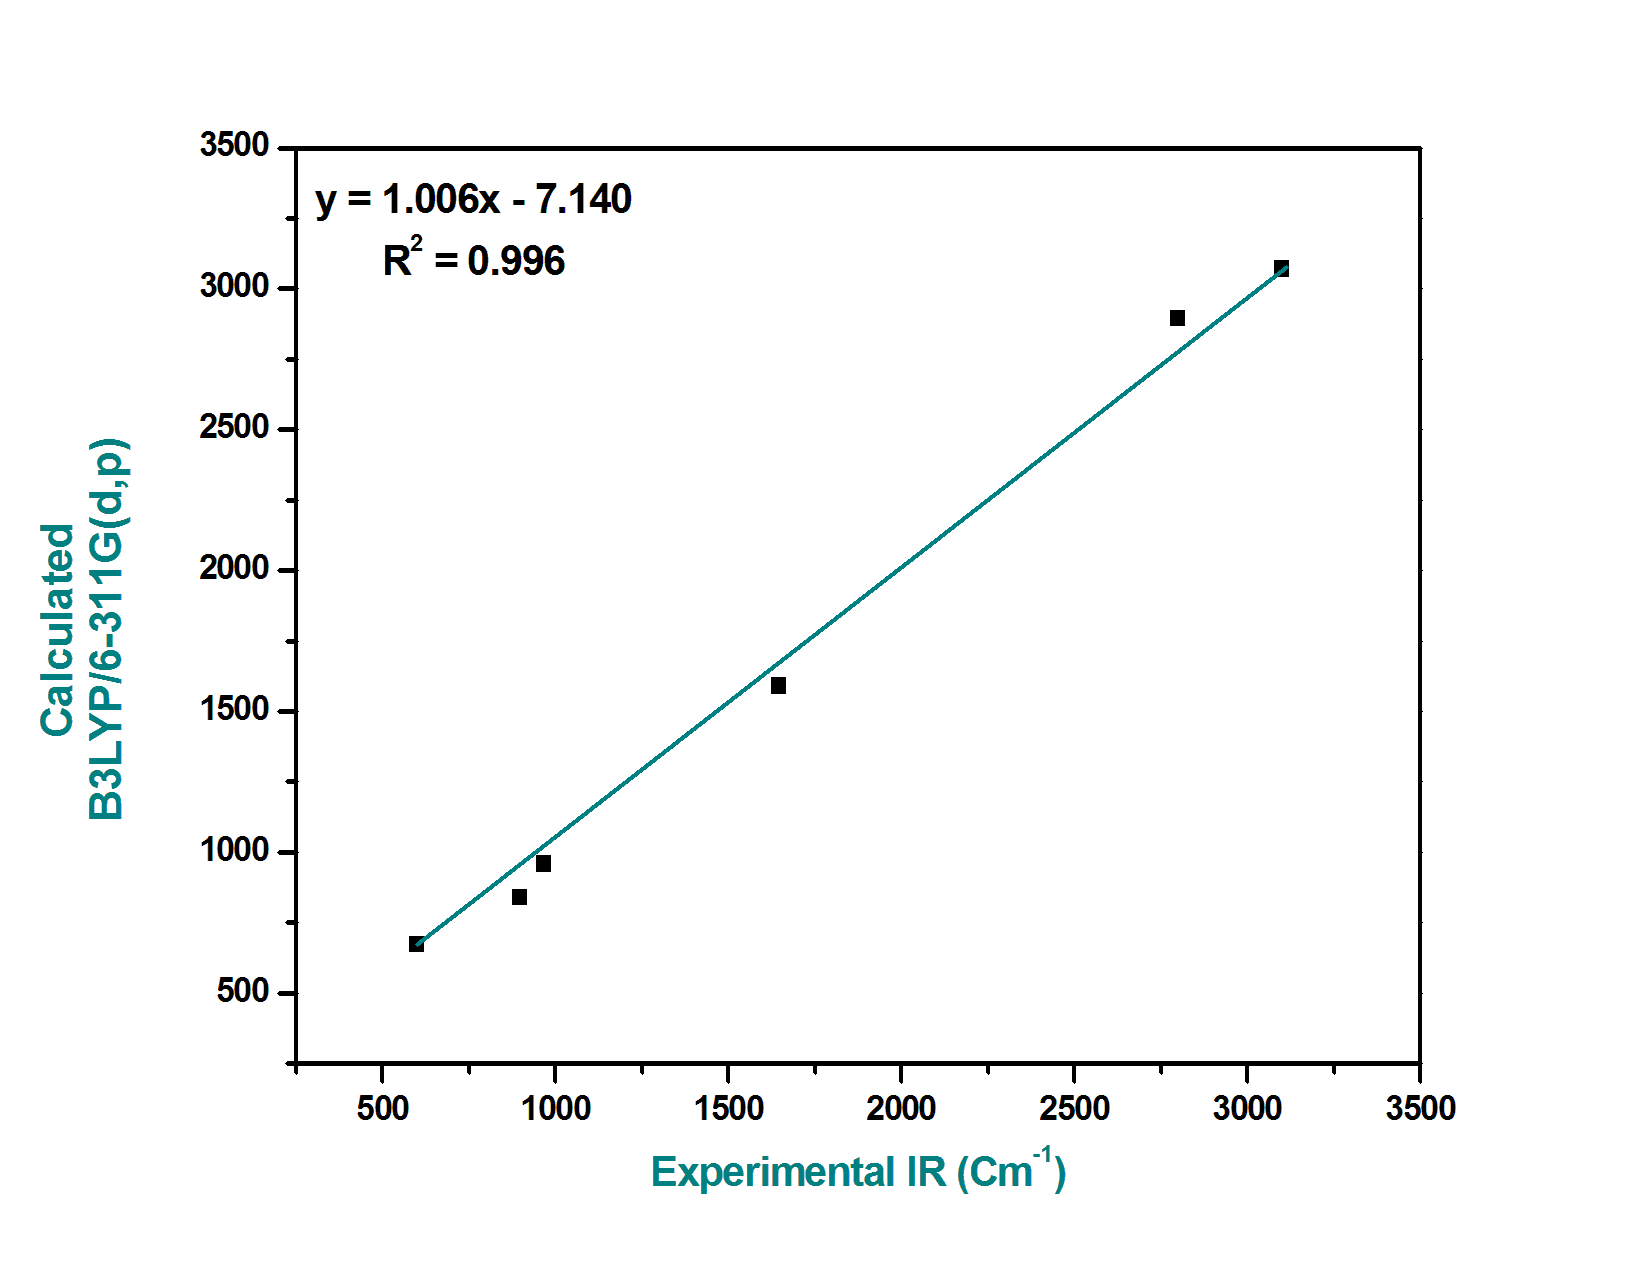 y = 1.006x - 7.140
R² = 0.996
3500
3000
2500
2000
1500
1000
500
Calculated
B3LYP/6-311G(d,p)
500 1000 1500 2000 2500 3000 3500
Experimental IR (Cm⁻¹)